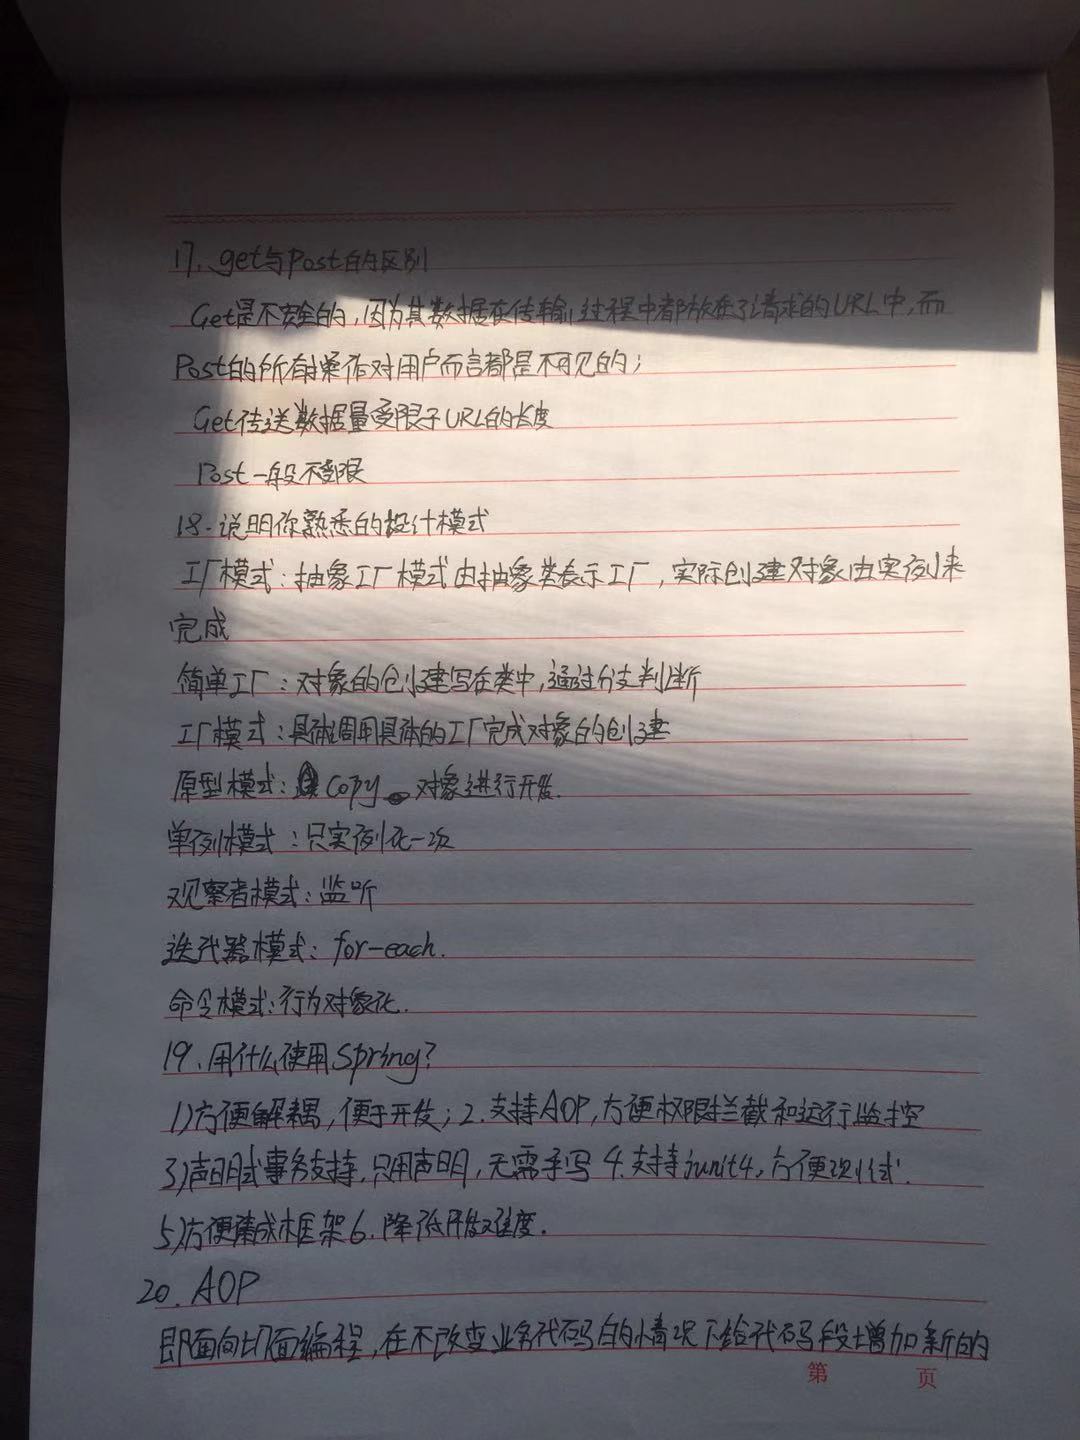 17、get与Post的区别
Get是不安全的,因为其数据在传输过程中都放在了请求的URL中,而
Post的所有操作对用户而言都是不可见的;
Get传送数据量受限于URL的长度
Post一般不受限
18.说明你熟悉的设计模式
工厂模式:抽象工厂模式由抽象类表示工厂,实际创建对象由实例来
完成
简单工厂:对象的创建写在类中,通过分支判断
工厂模式:具体调用具体的工厂完成对象的创建
原型模式: copy 对象进行开发.
单例模式:只实例化一次
观察者模式:监听
迭代器模式:for-each.
命令模式:行为对象化.
19、用什么使用Spring?
1)方便解耦,便于开发;2.支持AOP,方便权限拦截和运行监控
3)声明式事务支持,只用声明,无需手写 4.支持junit4,方便测试.
5)方便集成框架 6.降低开发难度.
20.AOP
即面向切面编程,在不改变业务代码的情况下给代码段增加新的
第 页